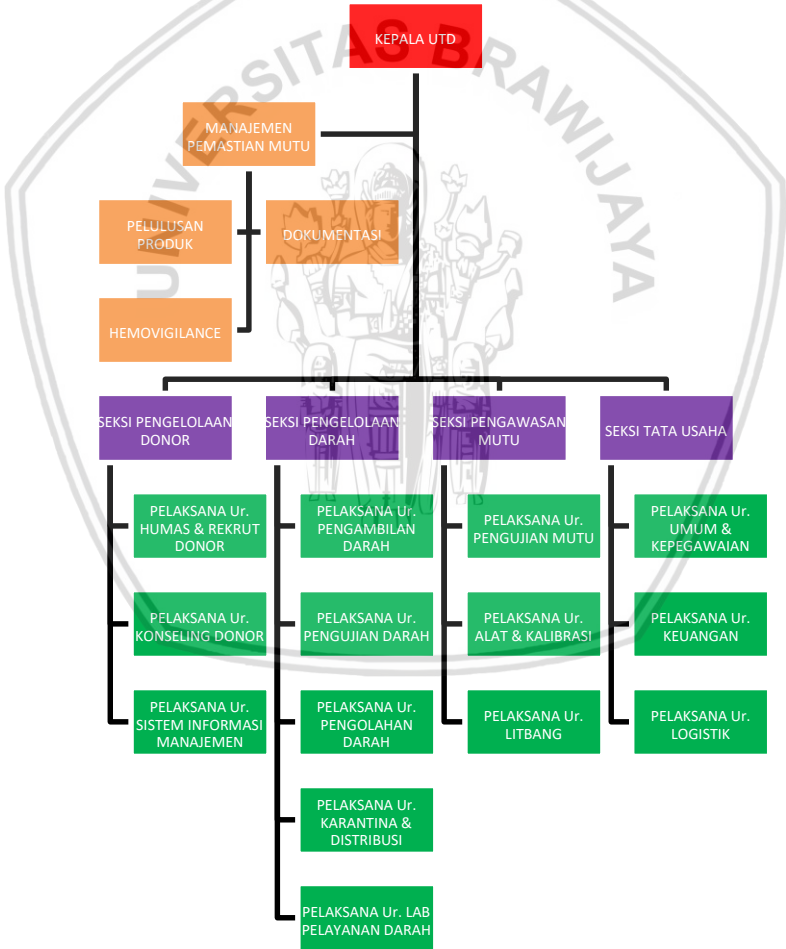 UNIVERSITAS BRAWIJAYA
KEPALA UTD
MANAJEMEN
PEMASTIAN MUTU
PELULUSAN
PRODUK
DOKUMENTASI
HEMOVIGILANCE
SEKSI PENGELOLAAN
DONOR
SEKSI PENGELOLAAN
DARAH
SEKSI PENGAWASAN
MUTU
SEKSI TATA USAHA
PELAKSANA Ur.
HUMAS & REKRUT
DONOR
PELAKSANA Ur.
PENGAMBILAN
DARAH
PELAKSANA Ur.
PENGUJIAN MUTU
PELAKSANA Ur.
UMUM &
KEPEGAWAIAN
PELAKSANA Ur.
KONSELING DONOR
PELAKSANA Ur.
PENGUJIAN DARAH
PELAKSANA Ur.
ALAT & KALIBRASI
PELAKSANA Ur.
KEUANGAN
PELAKSANA Ur.
SISTEM INFORMASI
MANAJEMEN
PELAKSANA Ur.
PENGOLAHAN
DARAH
PELAKSANA Ur.
LITBANG
PELAKSANA Ur.
LOGISTIK
PELAKSANA Ur.
KARANTINA &
DISTRIBUSI
PELAKSANA Ur. LAB
PELAYANAN DARAH